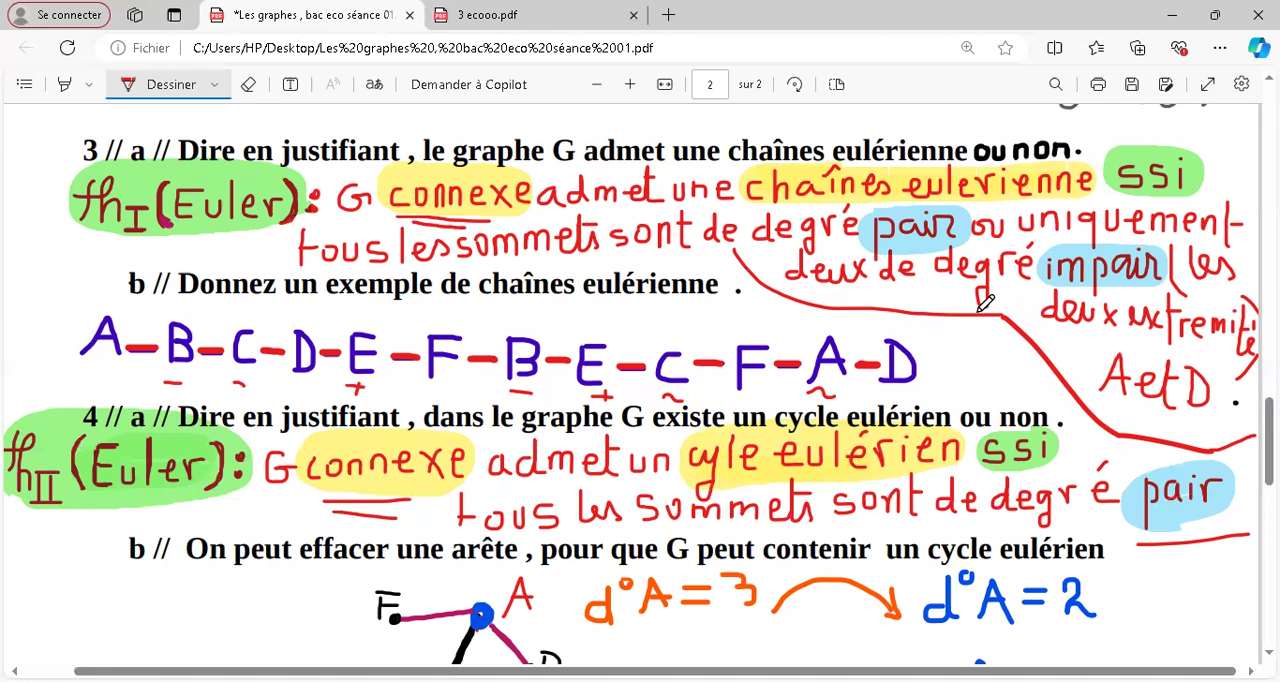 Se connecter
*Les graphes , bac eco séance 01.
3 ecooo.pdf
Fichier C:/Users/HP/Desktop/Les%20graphes%20,%20bac%20eco%20séance%2001.pdf
Dessiner
Demander à Copilot
2 sur 2
3 // a // Dire en justifiant , le graphe G admet une chaînes eulérienne ou non.
th I (Euler) : G connexe admet une chaînes eulerienne ssi
tous les sommets sont de degré pair ou uniquement
deux de degré impair ( les
deux extremité
A et D
b // Donnez un exemple de chaînes eulérienne .
A - B - C - D - E - F - B - E - C - F - A - D
4 // a // Dire en justifiant , dans le graphe G existe un cycle eulérien ou non .
th II (Euler) : G connexe admet un cyle eulérien ssi
tous les sommets sont de degré pair
b // On peut effacer une arête , pour que G peut contenir un cycle eulérien
F A D
d°A = 3
d°A = 2